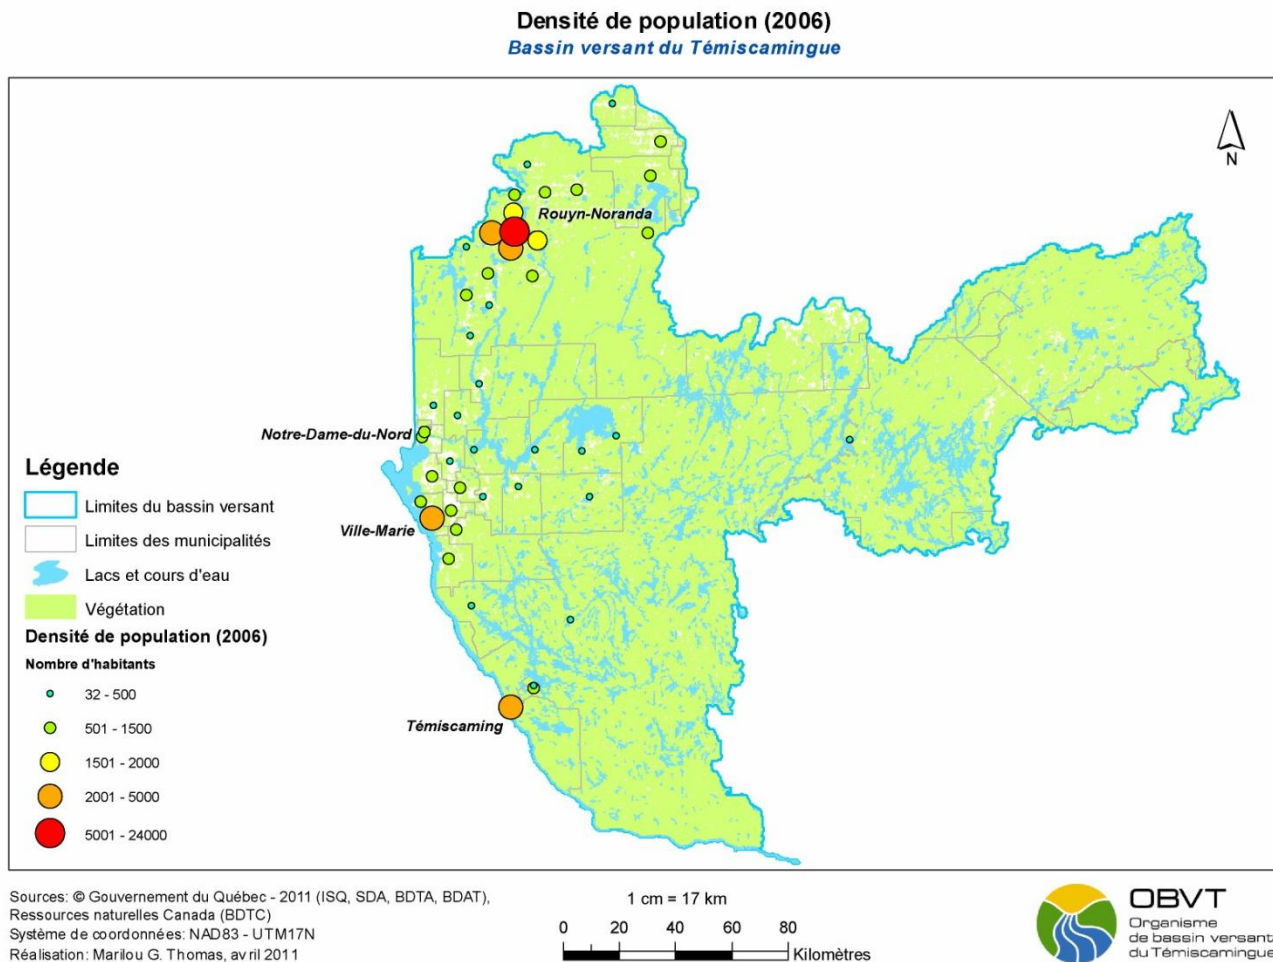 Densité de population (2006)
Bassin versant du Témiscamingue
N
Rouyn-Noranda
Notre-Dame-du-Nord
Ville-Marie
Témiscaming
Légende
Limites du bassin versant
Limites des municipalités
Lacs et cours d'eau
Végétation
Densité de population (2006)
Nombre d'habitants
32 - 500
501 - 1500
1501 - 2000
2001 - 5000
5001 - 24000
Sources: © Gouvernement du Québec - 2011 (ISQ, SDA, BDTA, BDAT),
Ressources naturelles Canada (BDTC)
Système de coordonnées: NAD83 - UTM17N
Réalisation: Marilou G. Thomas, avril 2011
1 cm = 17 km
0 20 40 60 80
Kilomètres
OBVT
Organisme
de bassin versant
du Témiscamingue